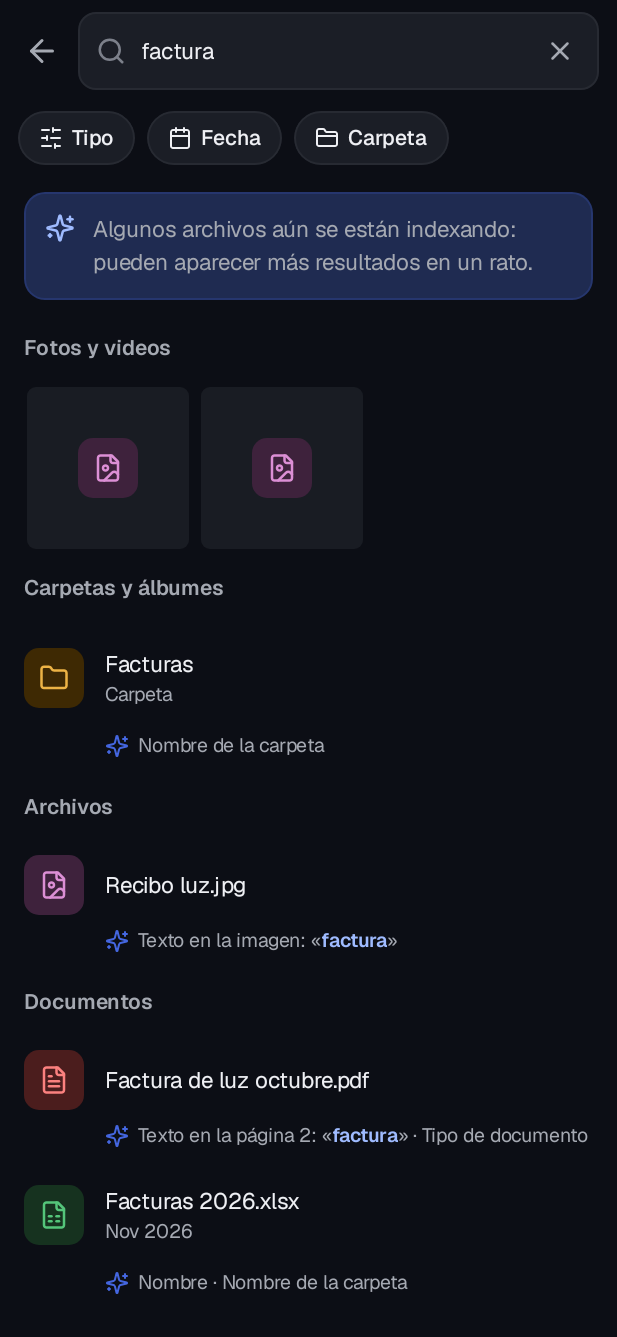 factura
Tipo
Fecha
Carpeta
Algunos archivos aún se están indexando:
pueden aparecer más resultados en un rato.
Fotos y videos
Carpetas y álbumes
Facturas
Carpeta
Nombre de la carpeta
Archivos
Recibo luz.jpg
Texto en la imagen: «factura»
Documentos
Factura de luz octubre.pdf
Texto en la página 2: «factura» · Tipo de documento
Facturas 2026.xlsx
Nov 2026
Nombre · Nombre de la carpeta